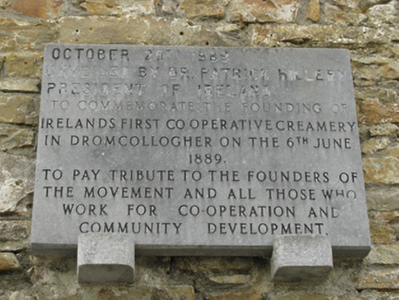 OCTOBER 1989
UNVEILED BY DR. PATRICK HILLERY
PRESIDENT OF IRELAND
TO COMMEMORATE THE FOUNDING OF
IRELANDS FIRST CO OPERATIVE CREAMERY
IN DROMCOLLOGHER ON THE 6TH JUNE
1889.
TO PAY TRIBUTE TO THE FOUNDERS OF
THE MOVEMENT AND ALL THOSE WHO
WORK FOR CO-OPERATION AND
COMMUNITY DEVELOPMENT.